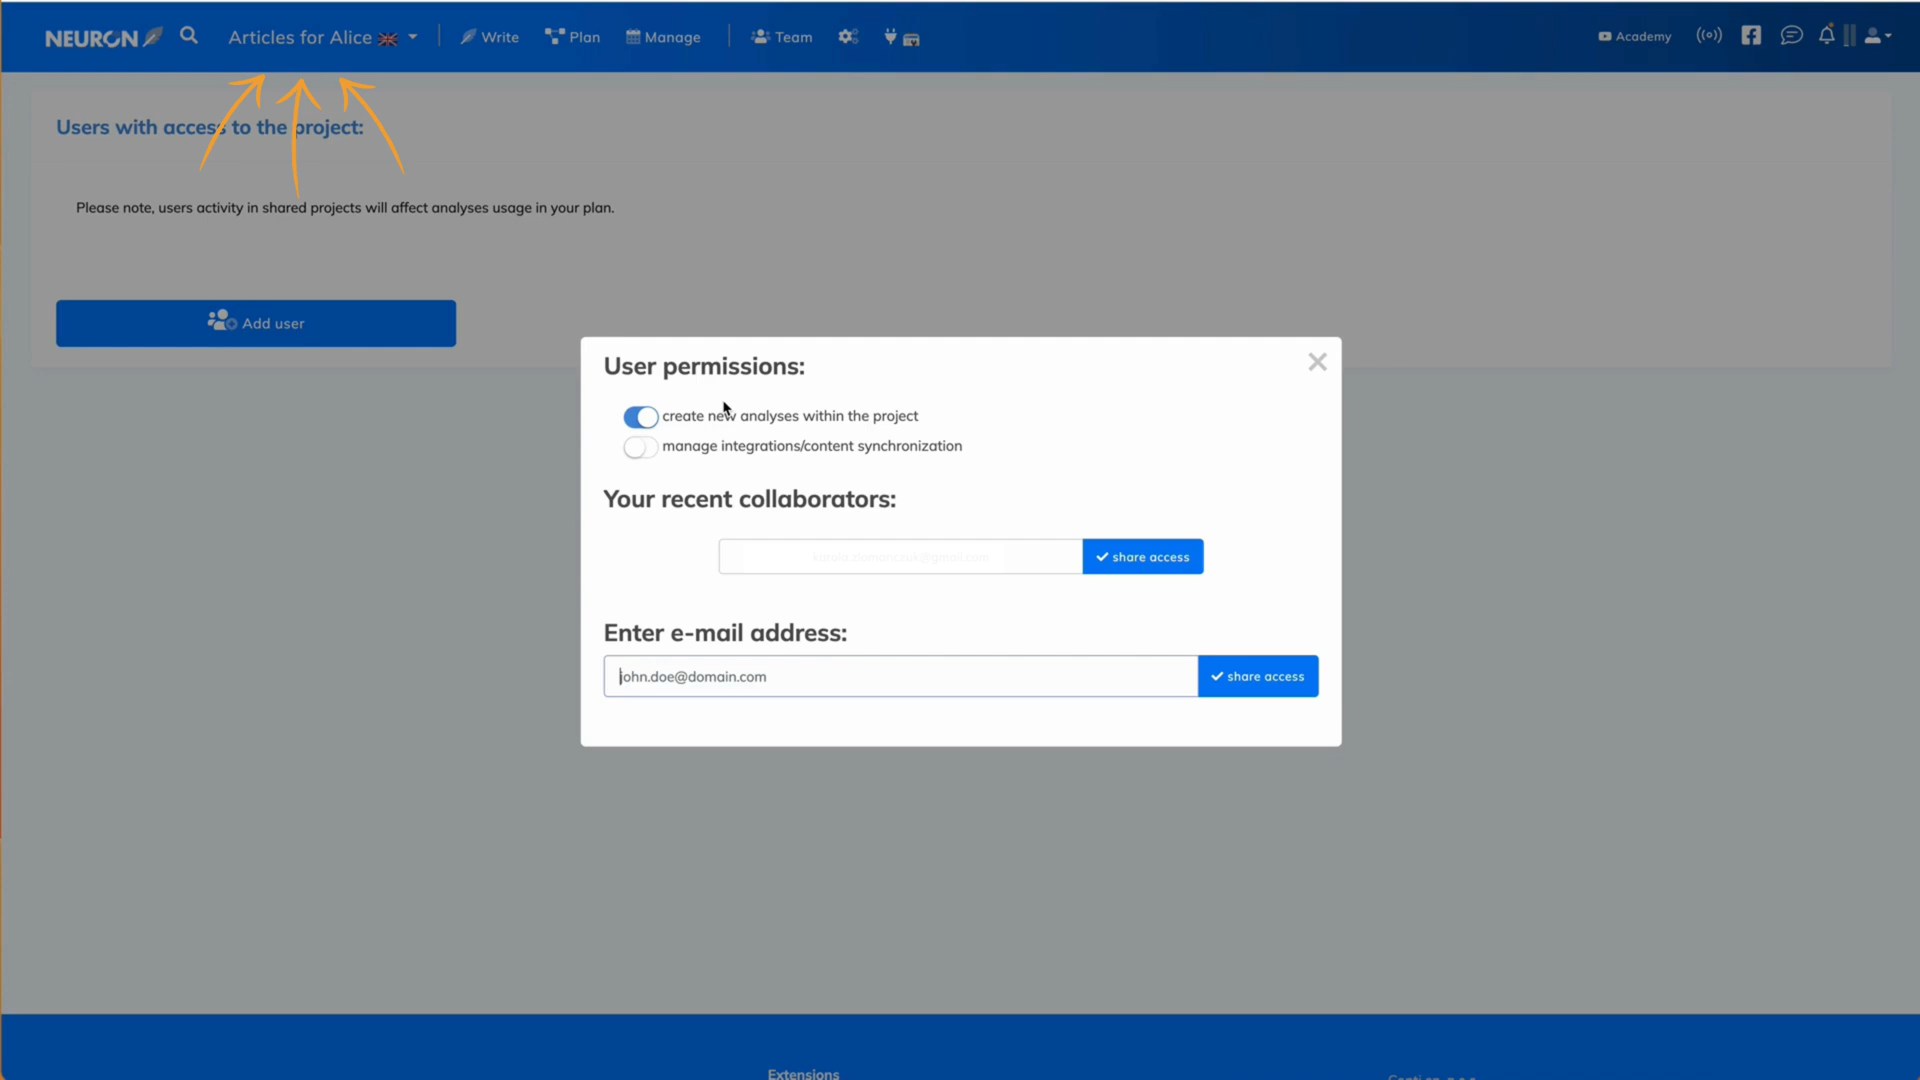 NEURON
Articles for Alice
Write
Plan
Manage
Team
Academy
Users with access to the project:
Please note, users activity in shared projects will affect analyses usage in your plan.
Add user
User permissions:
create new analyses within the project
manage integrations/content synchronization
Your recent collaborators:
share access
Enter e-mail address:
john.doe@domain.com
share access
Extensions